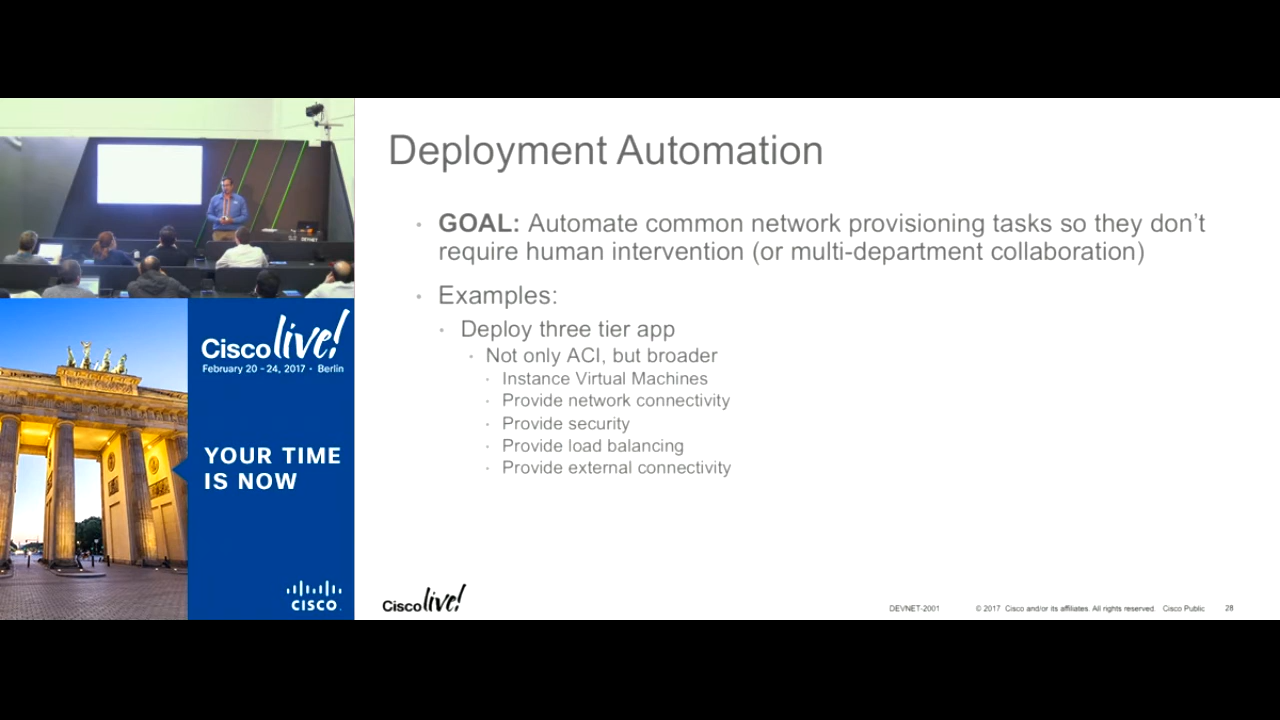 Deployment Automation
· GOAL: Automate common network provisioning tasks so they don't
require human intervention (or multi-department collaboration)
· Examples:
· Deploy three tier app
· Not only ACI, but broader
· Instance Virtual Machines
· Provide network connectivity
· Provide security
· Provide load balancing
· Provide external connectivity
DEVNET
Cisco live!
February 20 - 24, 2017 · Berlin
YOUR TIME
IS NOW
CISCO.
Cisco live!
DEVNET-2001 © 2017 Cisco and/or its affiliates. All rights reserved. Cisco Public 28